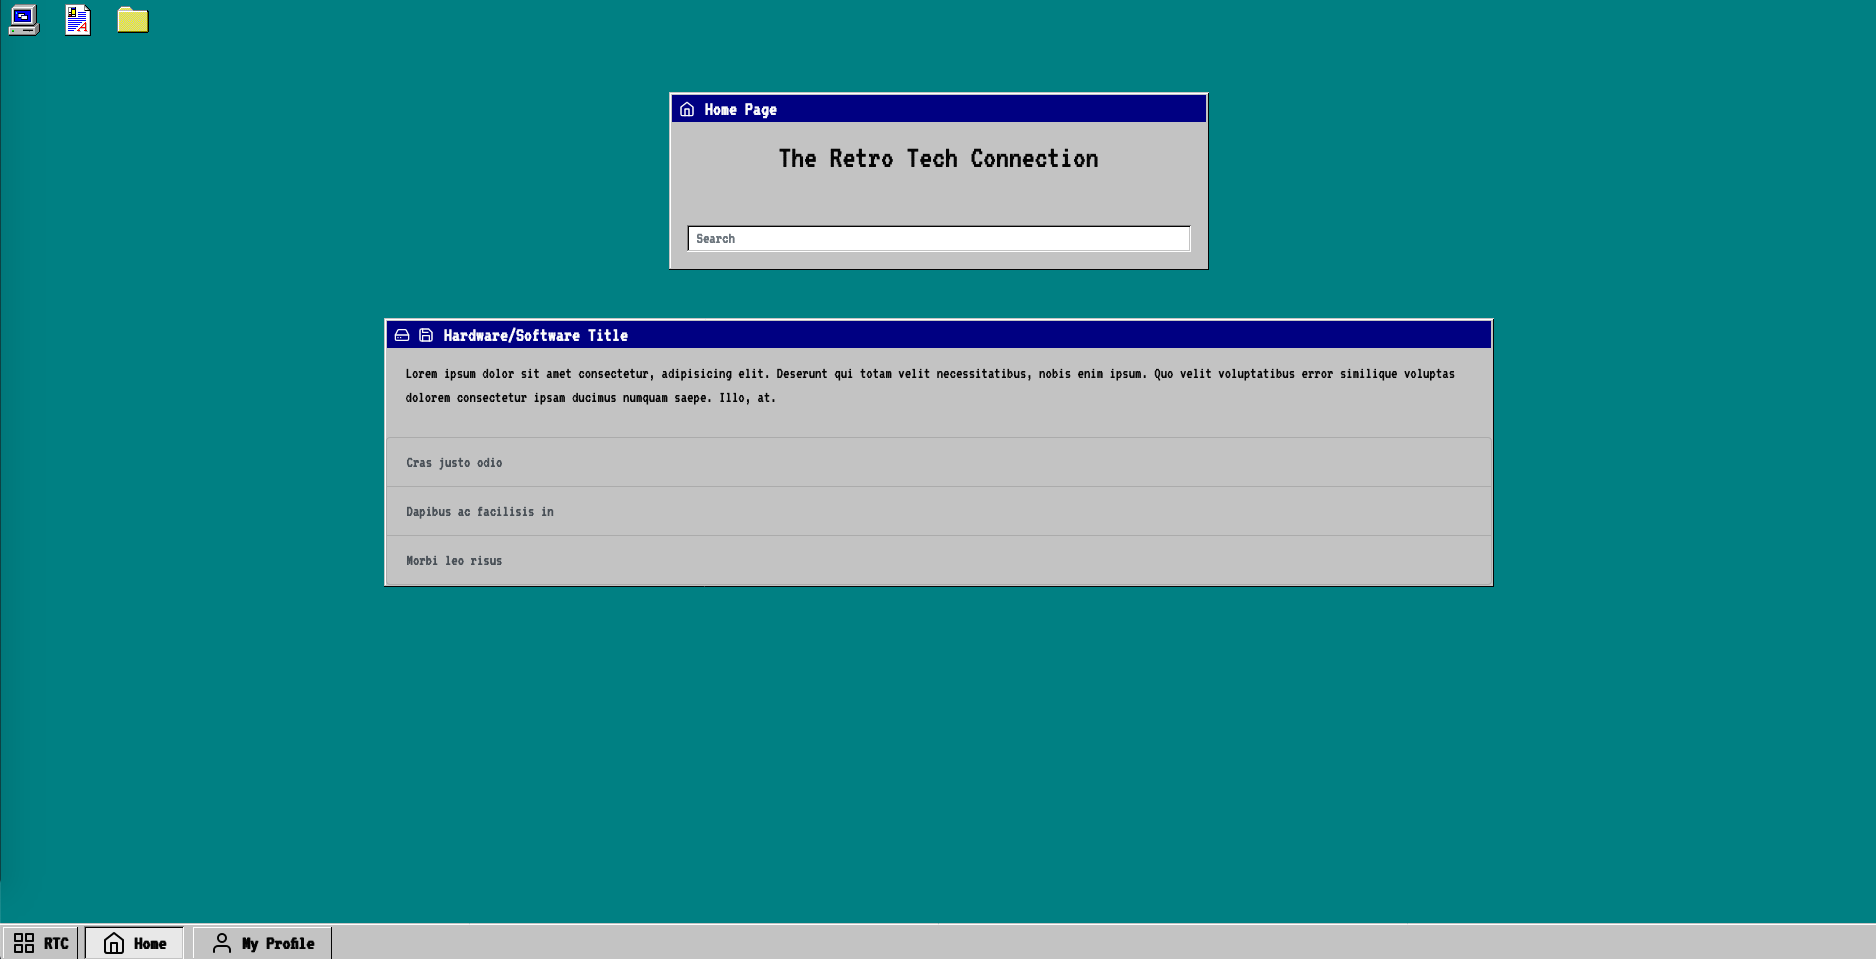 Home Page
The Retro Tech Connection
Search
Hardware/Software Title
Lorem ipsum dolor sit amet consectetur, adipisicing elit. Deserunt qui totam velit necessitatibus, nobis enim ipsum. Quo velit voluptatibus error similique voluptas
dolorem consectetur ipsam ducimus numquam saepe. Illo, at.
Cras justo odio
Dapibus ac facilisis in
Morbi leo risus
RTC Home My Profile